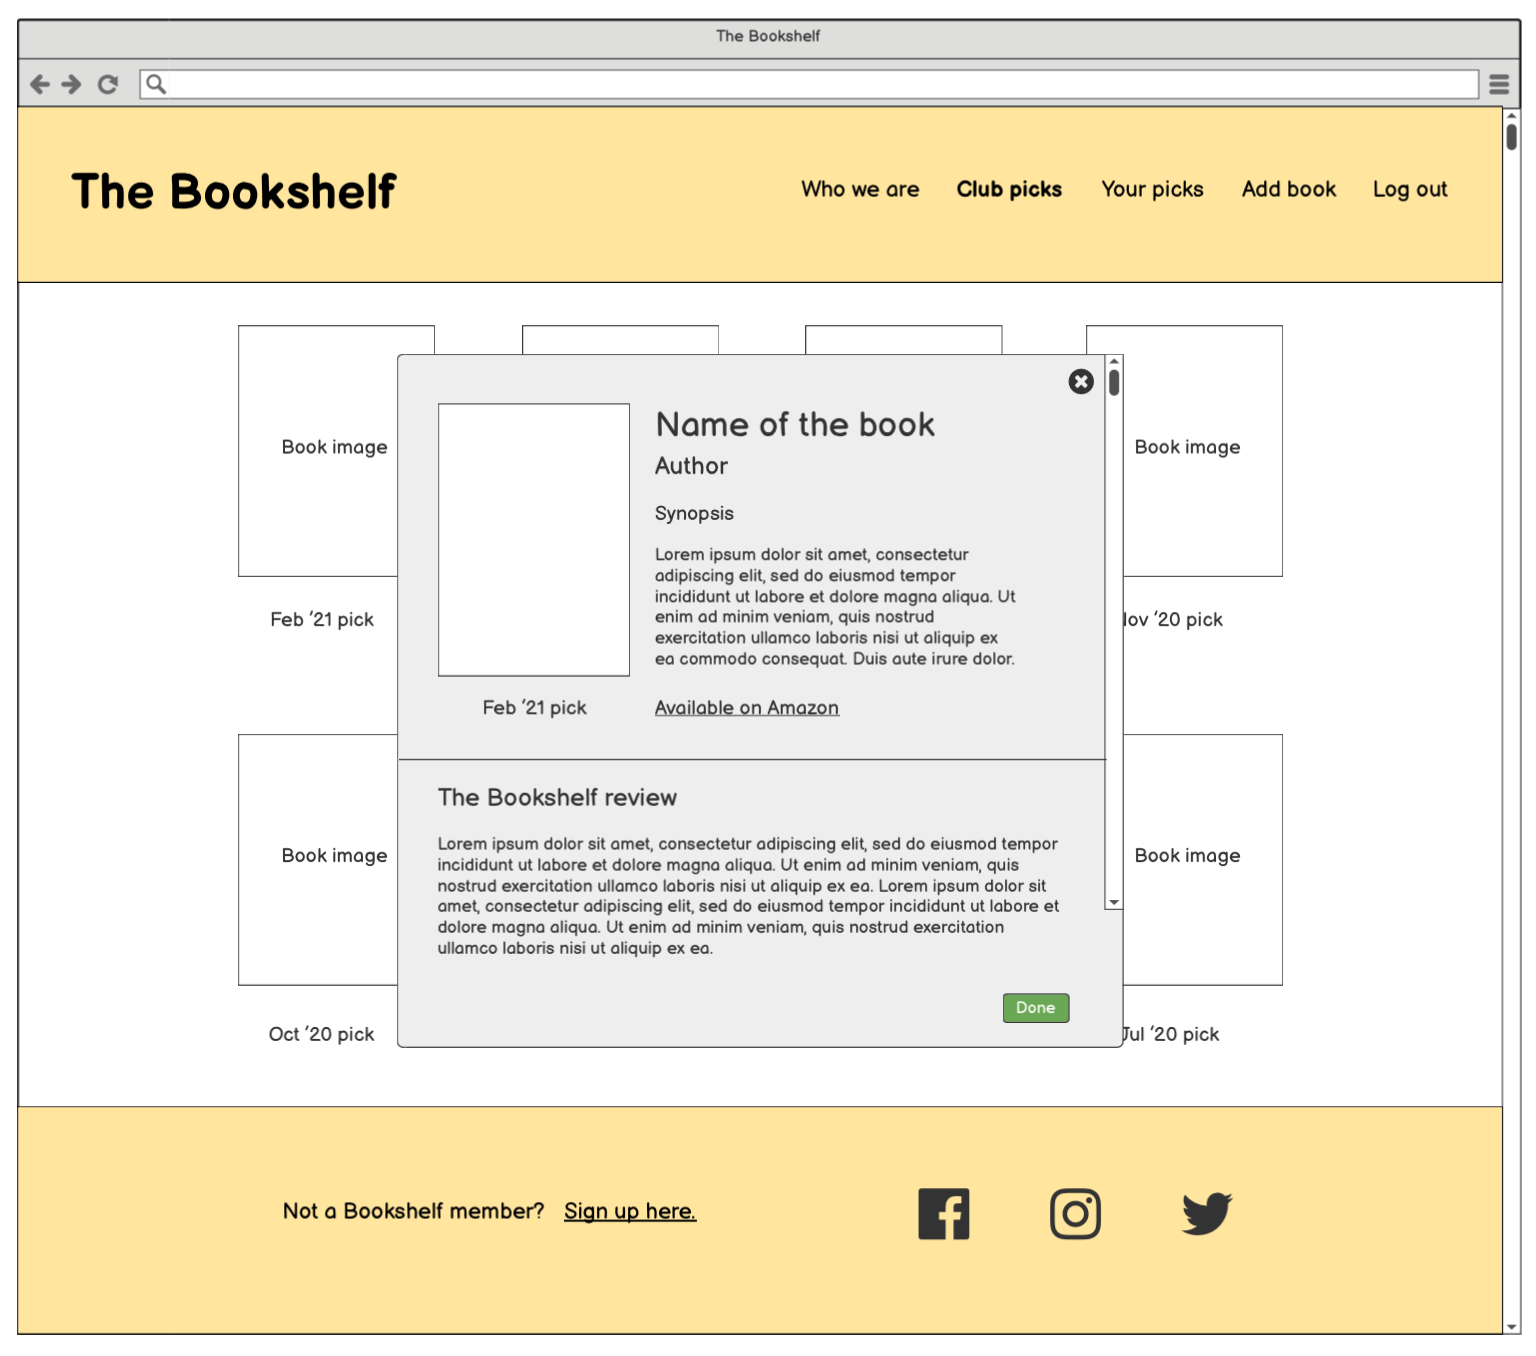 The Bookshelf
The Bookshelf
Who we are Club picks Your picks Add book Log out
Book image
Book image
Feb ‘21 pick
ov ‘20 pick
Name of the book
Author
Synopsis
Lorem ipsum dolor sit amet, consectetur
adipiscing elit, sed do eiusmod tempor
incididunt ut labore et dolore magna aliqua. Ut
enim ad minim veniam, quis nostrud
exercitation ullamco laboris nisi ut aliquip ex
ea commodo consequat. Duis aute irure dolor.
Feb ‘21 pick
Available on Amazon
The Bookshelf review
Lorem ipsum dolor sit amet, consectetur adipiscing elit, sed do eiusmod tempor
incididunt ut labore et dolore magna aliqua. Ut enim ad minim veniam, quis
nostrud exercitation ullamco laboris nisi ut aliquip ex ea. Lorem ipsum dolor sit
amet, consectetur adipiscing elit, sed do eiusmod tempor incididunt ut labore et
dolore magna aliqua. Ut enim ad minim veniam, quis nostrud exercitation
ullamco laboris nisi ut aliquip ex ea.
Done
Book image
Book image
Oct ‘20 pick
Jul ‘20 pick
Not a Bookshelf member? Sign up here.